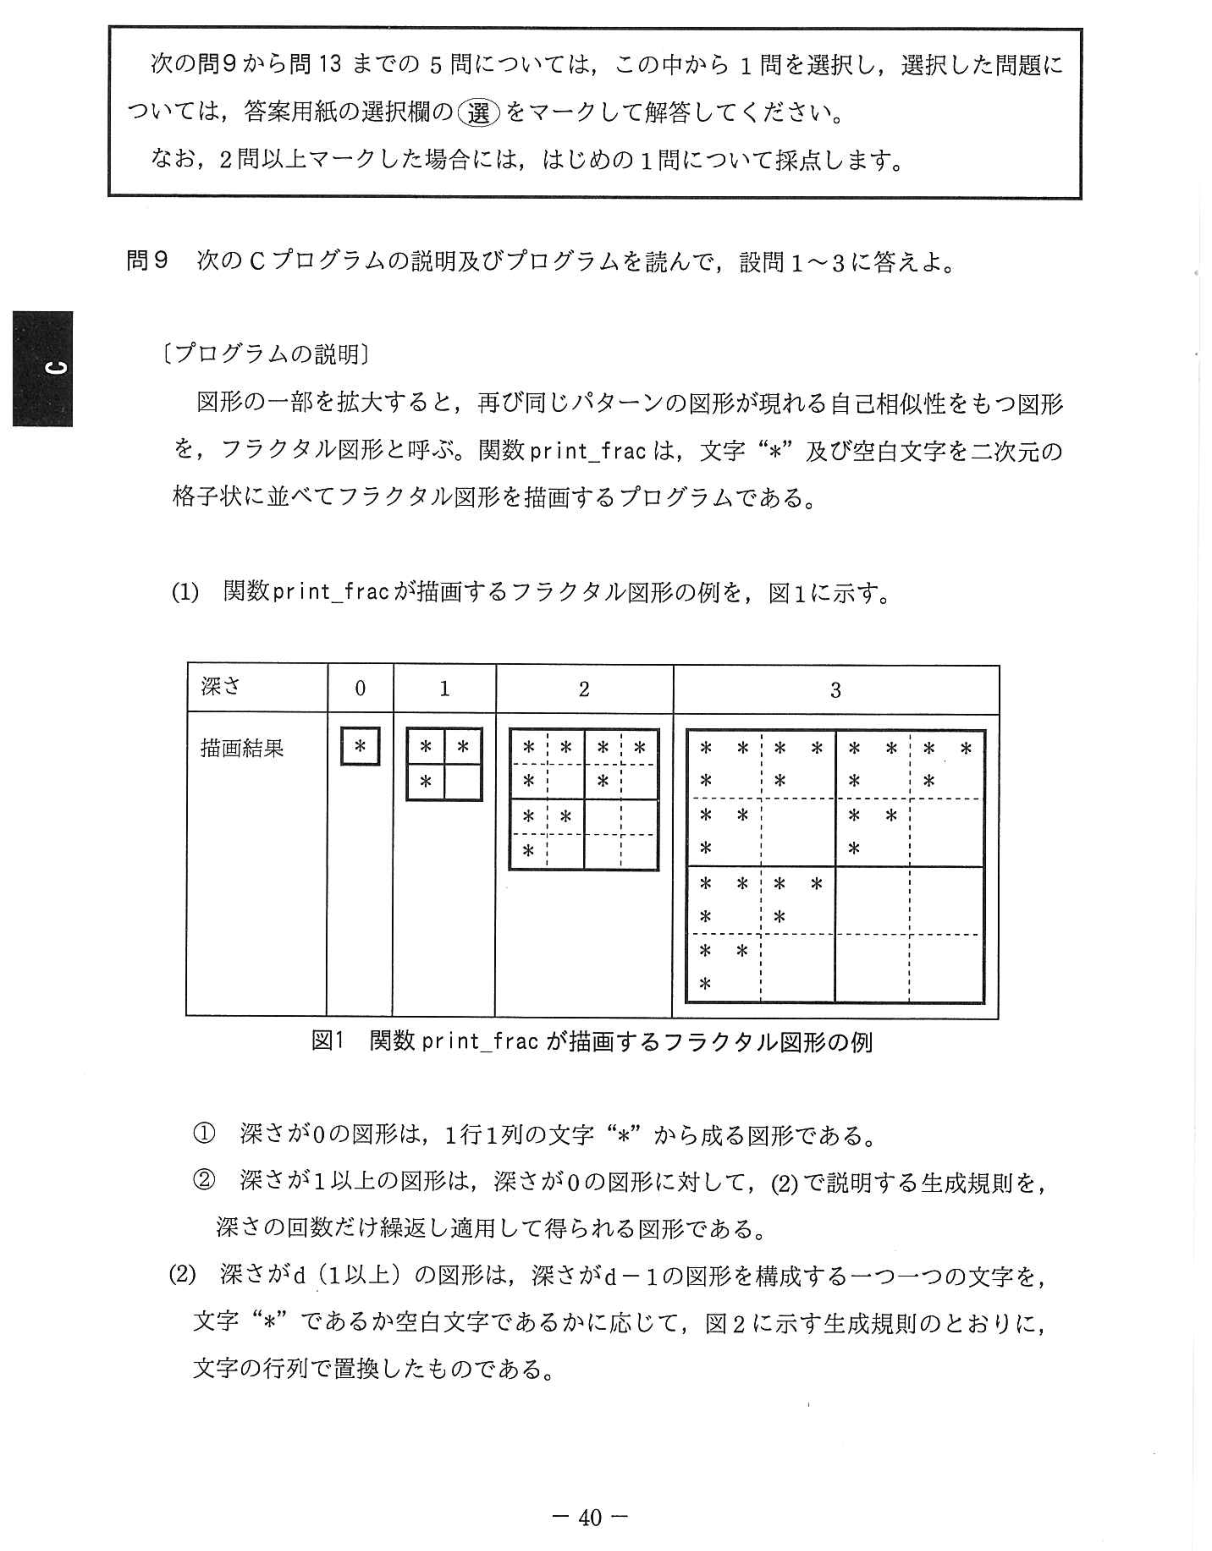 次の問9から問13 までの 5 問については，この中から 1 問を選択し，選択した問題に
ついては，答案用紙の選択欄の㊟をマークして解答してください。
なお，2問以上マークした場合には，はじめの1問について採点します。
問9 次の C プログラムの説明及びプログラムを読んで，設問1～3に答えよ。
C
〔プログラムの説明〕
図形の一部を拡大すると，再び同じパターンの図形が現れる自己相似性をもつ図形
を，フラクタル図形と呼ぶ。関数print_fracは，文字“*”及び空白文字を二次元の
格子状に並べてフラクタル図形を描画するプログラムである。
(1) 関数print_fracが描画するフラクタル図形の例を，図1に示す。
深さ 0 1 2 3
描画結果 * * * * * * * * * * * * * * *
* * * * * * *
* * * * * *
* * *
* * * *
* *
* *
*
図1 関数 print_frac が描画するフラクタル図形の例
① 深さが0の図形は，1行1列の文字“*”から成る図形である。
② 深さが1以上の図形は，深さが0の図形に対して，(2)で説明する生成規則を，
深さの回数だけ繰返し適用して得られる図形である。
(2) 深さがd（1以上）の図形は，深さがd－1の図形を構成する一つ一つの文字を，
文字“*”であるか空白文字であるかに応じて，図2に示す生成規則のとおりに，
文字の行列で置換したものである。
－ 40 －